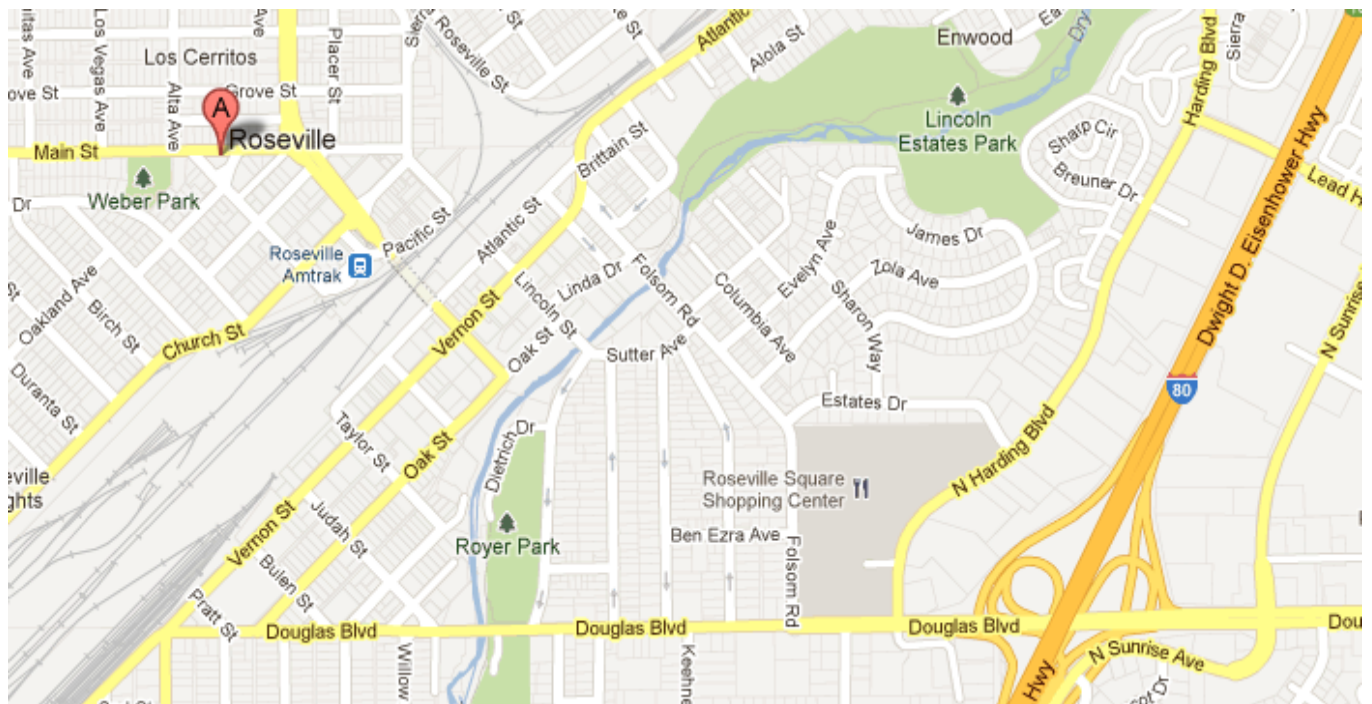 Los Vegas Ave
Los Cerritos
Placer St
Roseville St
Atlantic
Alola St
Enwood
Dry
Harding Blvd
Sierra
Grove St
Alta Ave
A
Roseville
Main St
Weber Park
Dr
Brittain St
Lincoln
Estates Park
Sharp Cir
Breuner Dr
Dwight D. Eisenhower Hwy
Pacific St
Atlantic St
Roseville
Amtrak
Oakland Ave
Birch St
Church St
Duranta St
Vernon St
Lincoln St
Linda Dr
Folsom Rd
Columbia Ave
Evelyn Ave
James Dr
Zola Ave
Sharon Way
N Sunrise
Oak St
Sutter Ave
80
Estates Dr
Taylor St
Oak St
Dietrich Dr
N Harding Blvd
Roseville Square
Shopping Center
Vernon St
Judah St
Royer Park
Ben Ezra Ave
Folsom Rd
Bulen St
Pratt St
Douglas Blvd
Douglas Blvd
Douglas Blvd
Dou
Willow
Keehne
Hwy
N Sunrise Ave